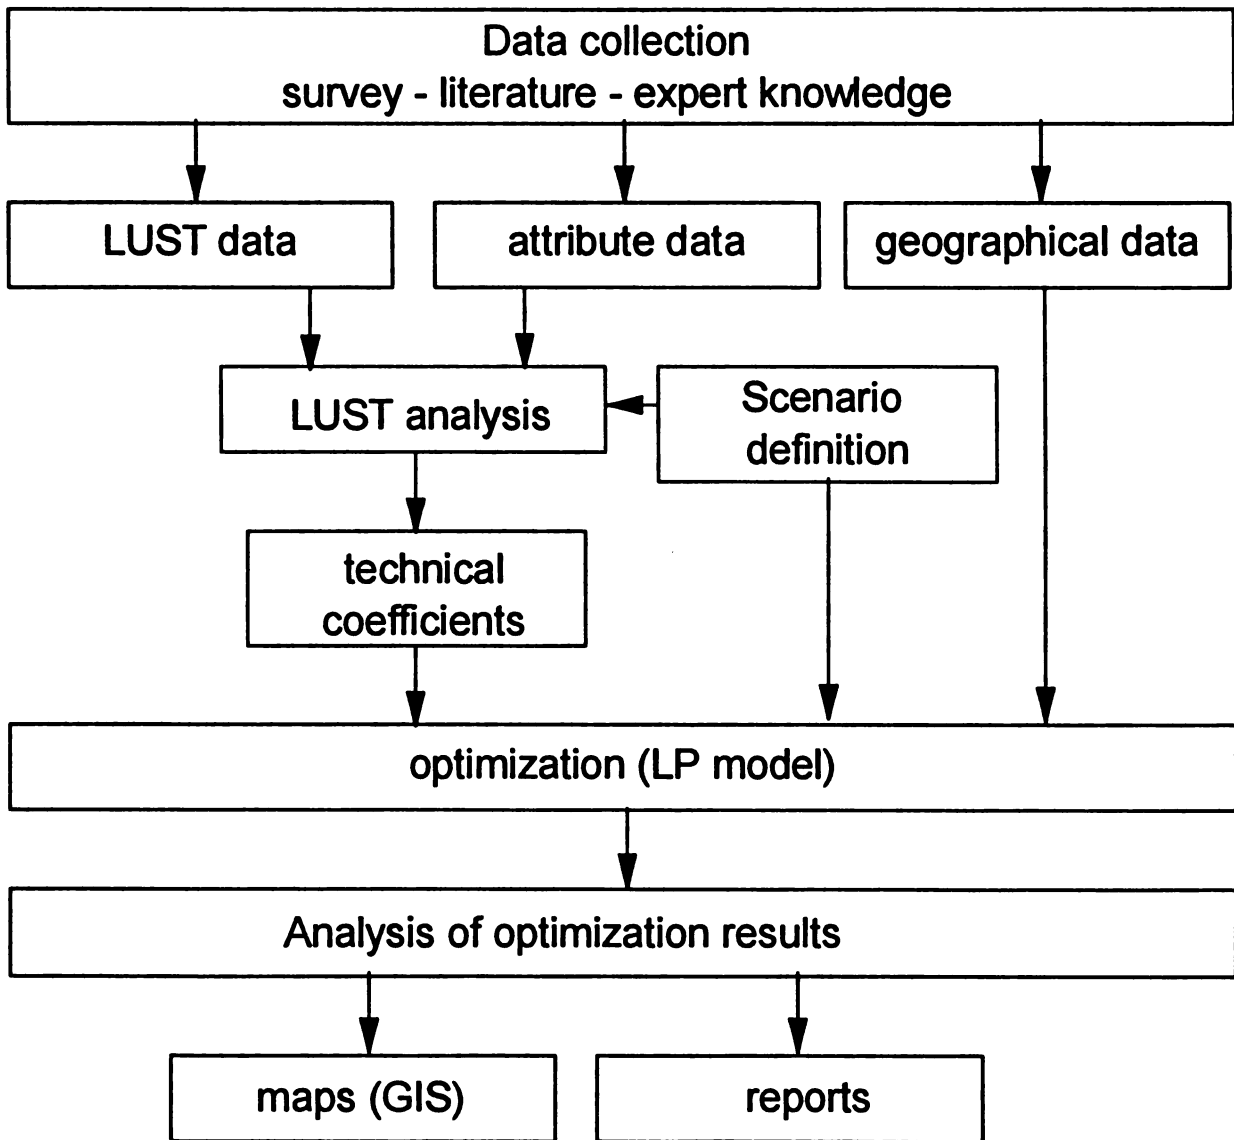 Data collection
survey - literature - expert knowledge
LUST data
attribute data
geographical data
LUST analysis
Scenario
definition
technical
coefficients
optimization (LP model)
Analysis of optimization results
maps (GIS)
reports